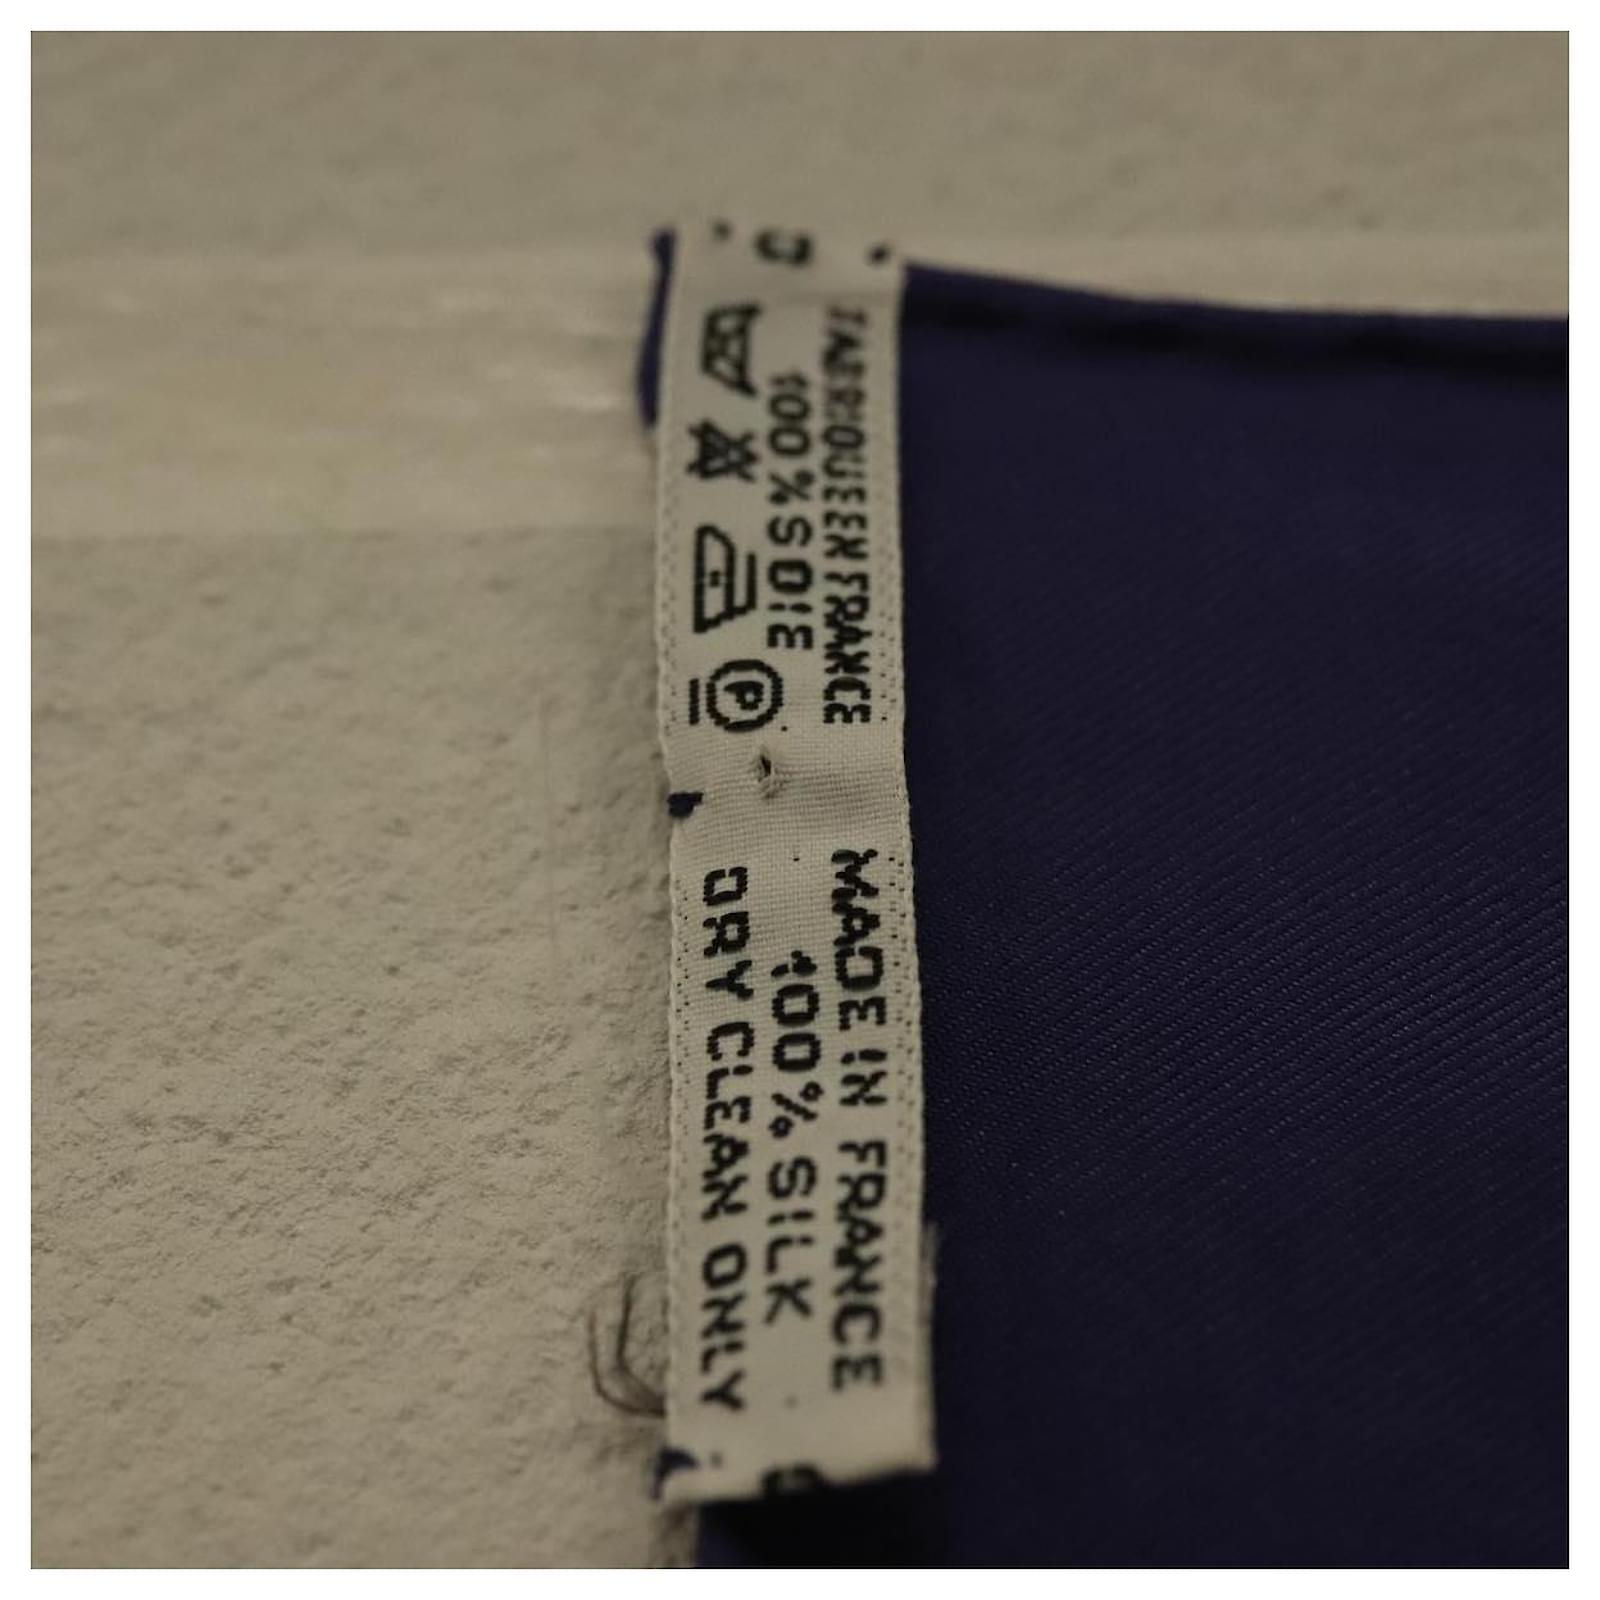 FABRIQUE EN FRANCE
100% SOIE
P
MADE IN FRANCE
100% SILK
DRY CLEAN ONLY